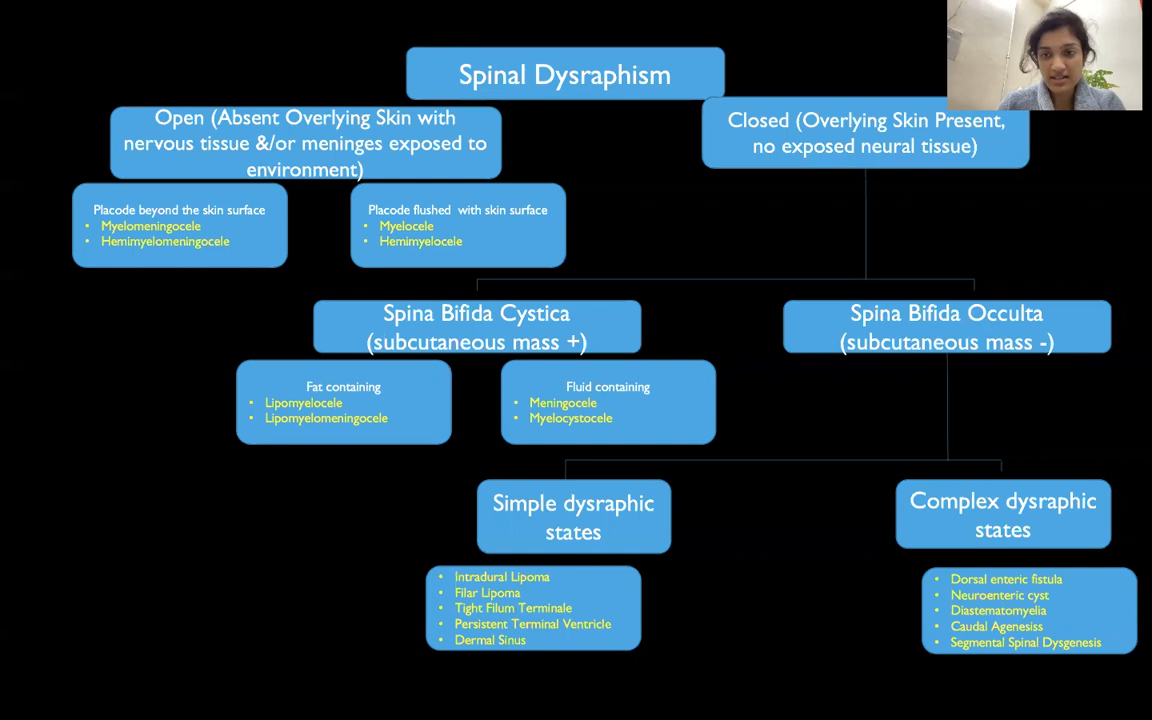 Spinal Dysraphism
Open (Absent Overlying Skin with
nervous tissue &/or meninges exposed to
environment)
Closed (Overlying Skin Present,
no exposed neural tissue)
Placode beyond the skin surface
• Myelomeningocele
• Hemimyelomeningocele
Placode flushed with skin surface
• Myelocele
• Hemimyelocele
Spina Bifida Cystica
(subcutaneous mass +)
Spina Bifida Occulta
(subcutaneous mass -)
Fat containing
• Lipomyelocele
• Lipomyelomeningocele
Fluid containing
• Meningocele
• Myelocystocele
Simple dysraphic
states
Complex dysraphic
states
• Intradural Lipoma
• Filar Lipoma
• Tight Filum Terminale
• Persistent Terminal Ventricle
• Dermal Sinus
• Dorsal enteric fistula
• Neuroenteric cyst
• Diastematomyelia
• Caudal Agenesiss
• Segmental Spinal Dysgenesis